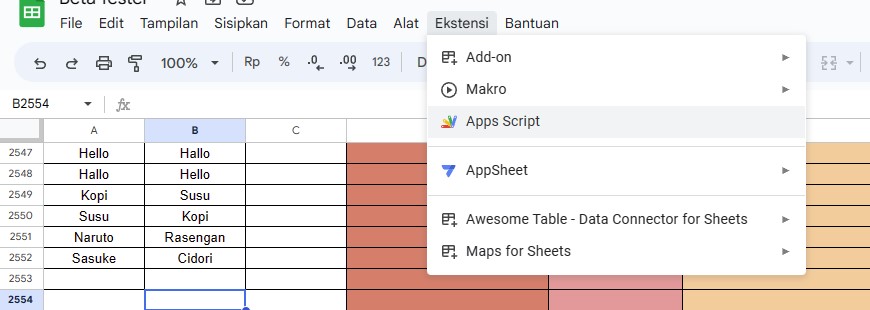 Beta Tester
File Edit Tampilan Sisipkan Format Data Alat Ekstensi Bantuan
100% Rp % .0 .00 123 D
B2554 fx
Add-on
Makro
Apps Script
AppSheet
Awesome Table - Data Connector for Sheets
Maps for Sheets
A B C
2547 Hello Hallo
2548 Hallo Hello
2549 Kopi Susu
2550 Susu Kopi
2551 Naruto Rasengan
2552 Sasuke Cidori
2553
2554